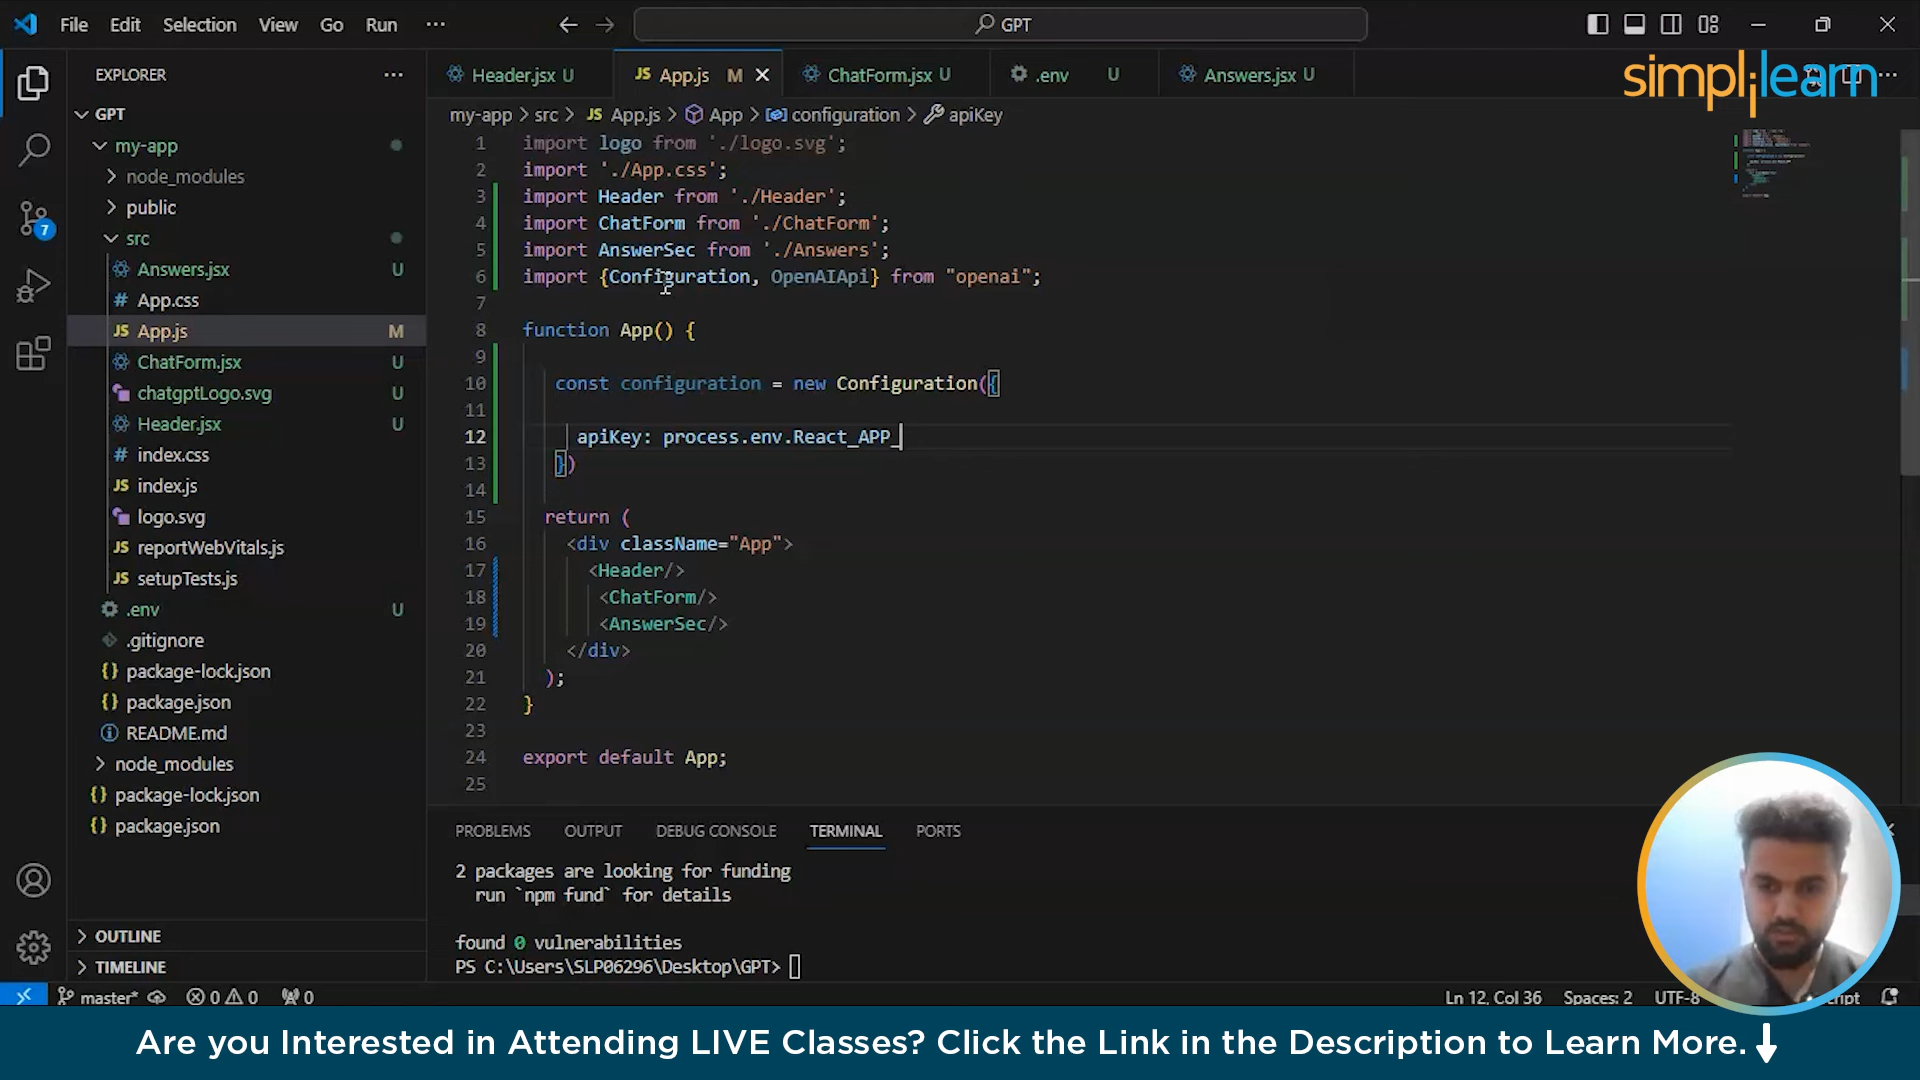 File Edit Selection View Go Run ··· GPT
EXPLORER ···
GPT
my-app
node_modules
public
src
Answers.jsx U
App.css
App.js M
ChatForm.jsx U
chatgptLogo.svg U
Header.jsx U
index.css
index.js
logo.svg
reportWebVitals.js
setupTests.js
.env U
.gitignore
package-lock.json
package.json
README.md
node_modules
package-lock.json
package.json
OUTLINE
TIMELINE
7
Header.jsx U App.js M ChatForm.jsx U .env U Answers.jsx U
simplilearn
my-app > src > JS App.js > App > configuration > apiKey
1 import logo from './logo.svg';
2 import './App.css';
3 import Header from './Header';
4 import ChatForm from './ChatForm';
5 import AnswerSec from './Answers';
6 import {Configuration, OpenAIApi} from "openai";
7
8 function App() {
9
10 const configuration = new Configuration({
11
12 apiKey: process.env.React_APP_
13 })
14
15 return (
16 <div className="App">
17 <Header/>
18 <ChatForm/>
19 <AnswerSec/>
20 </div>
21 );
22 }
23
24 export default App;
25
PROBLEMS OUTPUT DEBUG CONSOLE TERMINAL PORTS
2 packages are looking for funding
run `npm fund` for details
found 0 vulnerabilities
PS C:\Users\SLP06296\Desktop\GPT>
master* 0 0 0 Ln 12, Col 36 Spaces: 2 UTF-8
Are you Interested in Attending LIVE Classes? Click the Link in the Description to Learn More.